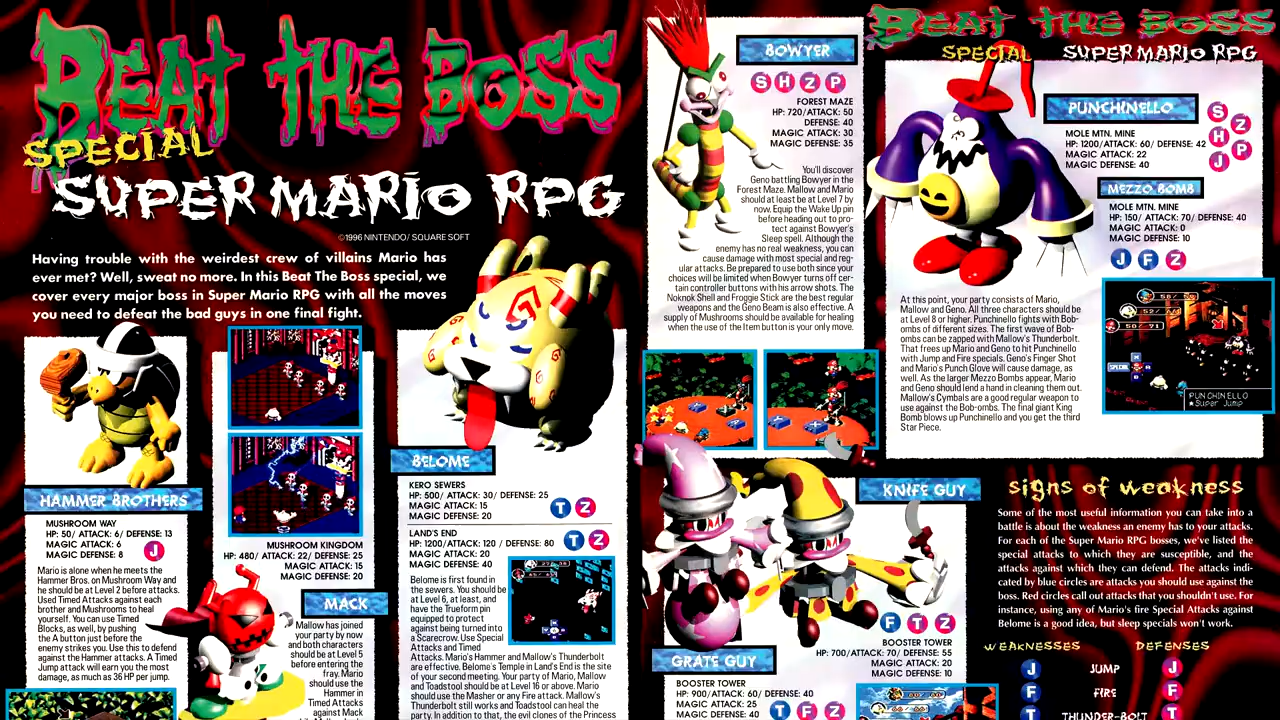 BEAT THE BOSS
SPECIAL
SUPER MARIO RPG
©1996 NINTENDO/ SQUARE SOFT
Having trouble with the weirdest crew of villains Mario has
ever met? Well, sweat no more. In this Beat The Boss special, we
cover every major boss in Super Mario RPG with all the moves
you need to defeat the bad guys in one final fight.
HAMMER BROTHERS
MUSHROOM WAY
HP: 50/ ATTACK: 6/ DEFENSE: 13
MAGIC ATTACK: 6
MAGIC DEFENSE: 8
J
Mario is alone when he meets the
Hammer Bros. on Mushroom Way and
he should be at Level 2 before attacks.
Used Timed Attacks against each
brother and Mushrooms to heal
yourself. You can use Timed
Blocks, as well, by pushing
the A button just before the
enemy strikes you. Use this to defend
against the Hammer attacks. A Timed
Jump attack will earn you the most
damage, as much as 36 HP per jump.
MUSHROOM KINGDOM
HP: 480/ ATTACK: 22/ DEFENSE: 25
MAGIC ATTACK: 15
MAGIC DEFENSE: 20
MACK
Mallow has joined
your party by now
and both characters
should be at Level 5
before entering the
fray. Mario
should use the
Hammer in
Timed Attacks
against Mack
BELOME
KERO SEWERS
HP: 500/ ATTACK: 30/ DEFENSE: 25
MAGIC ATTACK: 15
MAGIC DEFENSE: 20
T Z
LAND'S END
HP: 1200/ATTACK: 120 / DEFENSE: 80
MAGIC ATTACK: 20
MAGIC DEFENSE: 40
T Z
Belome is first found in
the sewers. You should be
at Level 6, at least, and
have the Trueform pin
equipped to protect
against being turned into
a Scarecrow. Use Special
Attacks and Timed
Attacks. Mario's Hammer and Mallow's Thunderbolt
are effective. Belome's Temple in Land's End is the site
of your second meeting. Your party of Mario, Mallow
and Toadstool should be at Level 16 or above. Mario
should use the Masher or any Fire attack. Mallow's
Thunderbolt still works and Toadstool can heal the
party. In addition to that, the evil clones of the Princess
BOWYER
S H Z P
FOREST MAZE
HP: 720/ATTACK: 50
DEFENSE: 40
MAGIC ATTACK: 30
MAGIC DEFENSE: 35
You'll discover
Geno battling Bowyer in the
Forest Maze. Mallow and Mario
should at least be at Level 7 by
now. Equip the Wake Up pin
before heading out to pro-
tect against Bowyer's
Sleep spell. Although the
enemy has no real weakness, you can
cause damage with most special and reg-
ular attacks. Be prepared to use both since your
choices will be limited when Bowyer turns off cer-
tain controller buttons with his arrow shots. The
Noknok Shell and Froggie Stick are the best regular
weapons and the Geno Beam is also effective. A
supply of Mushrooms should be available for healing
when the use of the Item button is your only move.
BEAT THE BOSS
SPECIAL SUPER MARIO RPG
PUNCHINELLO
S Z H P J
MOLE MTN. MINE
HP: 1200/ATTACK: 60/ DEFENSE: 42
MAGIC ATTACK: 22
MAGIC DEFENSE: 40
MEZZO BOMB
MOLE MTN. MINE
HP: 150/ ATTACK: 70/ DEFENSE: 40
MAGIC ATTACK: 0
MAGIC DEFENSE: 10
J F Z
At this point, your party consists of Mario,
Mallow and Geno. All three characters should be
at Level 8 or higher. Punchinello fights with Bob-
ombs of different sizes. The first wave of Bob-
ombs can be zapped with Mallow's Thunderbolt.
That frees up Mario and Geno to hit Punchinello
with Jump and Fire specials. Geno's Finger Shot
and Mario's Punch Glove will cause damage, as
well. As the larger Mezzo Bombs appear, Mario
and Geno should lend a hand in cleaning them out.
Mallow's Cymbals are a good regular weapon to
use against the Bob-ombs. The final giant King
Bomb blows up Punchinello and you get the third
Star Piece.
SPECIAL
PUNCHINELLO
Super Jump
KNIFE GUY
F T Z
BOOSTER TOWER
HP: 700/ATTACK: 70/ DEFENSE: 55
MAGIC ATTACK: 20
MAGIC DEFENSE: 10
GRATE GUY
BOOSTER TOWER
HP: 900/ATTACK: 60/ DEFENSE: 40
MAGIC ATTACK: 25
T F Z
signs of weakness
Some of the most useful information you can take into a
battle is about the weakness an enemy has to your attacks.
For each of the Super Mario RPG bosses, we've listed the
special attacks to which they are susceptible, and the
attacks against which they can defend. The attacks indi-
cated by blue circles are attacks you should use against the
boss. Red circles call out attacks that you shouldn't use. For
instance, using any of Mario's fire Special Attacks against
Belome is a good idea, but sleep specials won't work.
WEAKNESSES DEFENSES
J JUMP J
F FIRE F
T THUNDER-BOLT T